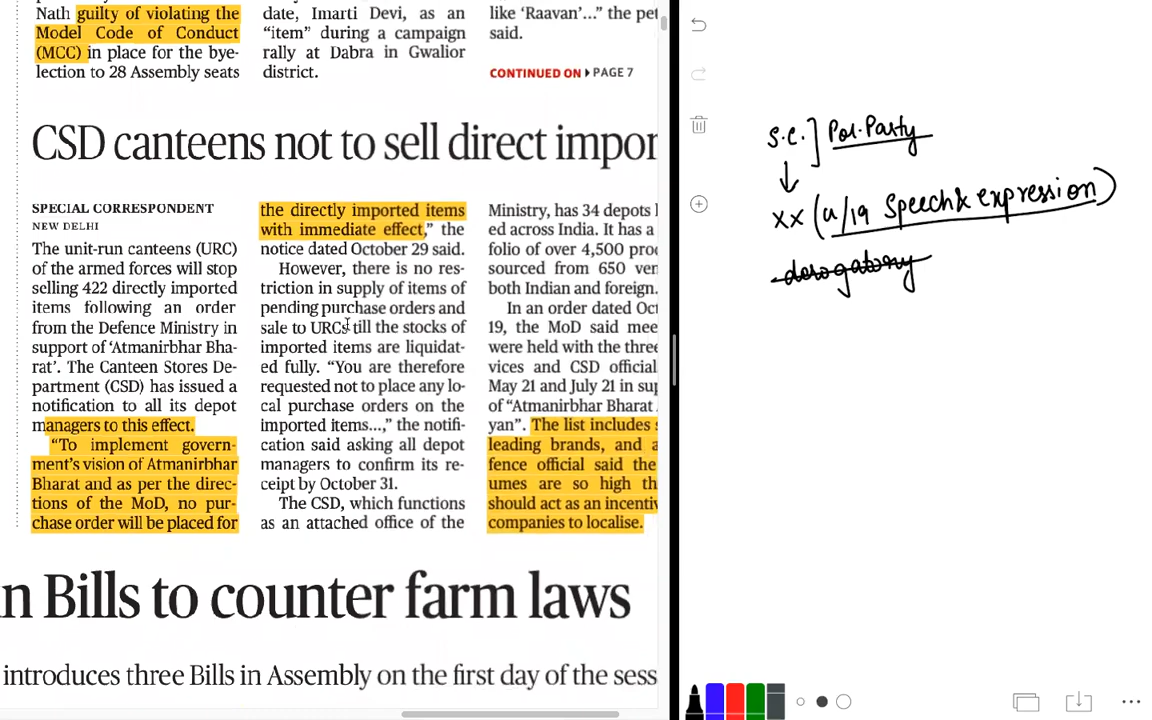 Nath guilty of violating the
Model Code of Conduct
(MCC) in place for the bye-
lection to 28 Assembly seats
date, Imarti Devi, as an
“item” during a campaign
rally at Dabra in Gwalior
district.
like ‘Raavan’...” the pet
said.
CONTINUED ON PAGE 7
CSD canteens not to sell direct impor
SPECIAL CORRESPONDENT
NEW DELHI
The unit-run canteens (URC)
of the armed forces will stop
selling 422 directly imported
items following an order
from the Defence Ministry in
support of ‘Atmanirbhar Bha-
rat’. The Canteen Stores De-
partment (CSD) has issued a
notification to all its depot
managers to this effect.
“To implement govern-
ment’s vision of Atmanirbhar
Bharat and as per the direc-
tions of the MoD, no pur-
chase order will be placed for
the directly imported items
with immediate effect,” the
notice dated October 29 said.
However, there is no res-
triction in supply of items of
pending purchase orders and
sale to URCs till the stocks of
imported items are liquidat-
ed fully. “You are therefore
requested not to place any lo-
cal purchase orders on the
imported items...,” the notifi-
cation said asking all depot
managers to confirm its re-
ceipt by October 31.
The CSD, which functions
as an attached office of the
Ministry, has 34 depots l
ed across India. It has a
folio of over 4,500 pro
sourced from 650 ven
both Indian and foreign.
In an order dated Oct
19, the MoD said mee
were held with the three
vices and CSD official
May 21 and July 21 in sup
of “Atmanirbhar Bharat
yan”. The list includes s
leading brands, and a
fence official said the
umes are so high th
should act as an incentiv
companies to localise.
n Bills to counter farm laws
introduces three Bills in Assembly on the first day of the sess
S.C.] Pol. Party
xx (u/19 Speech & expression)
derogatory